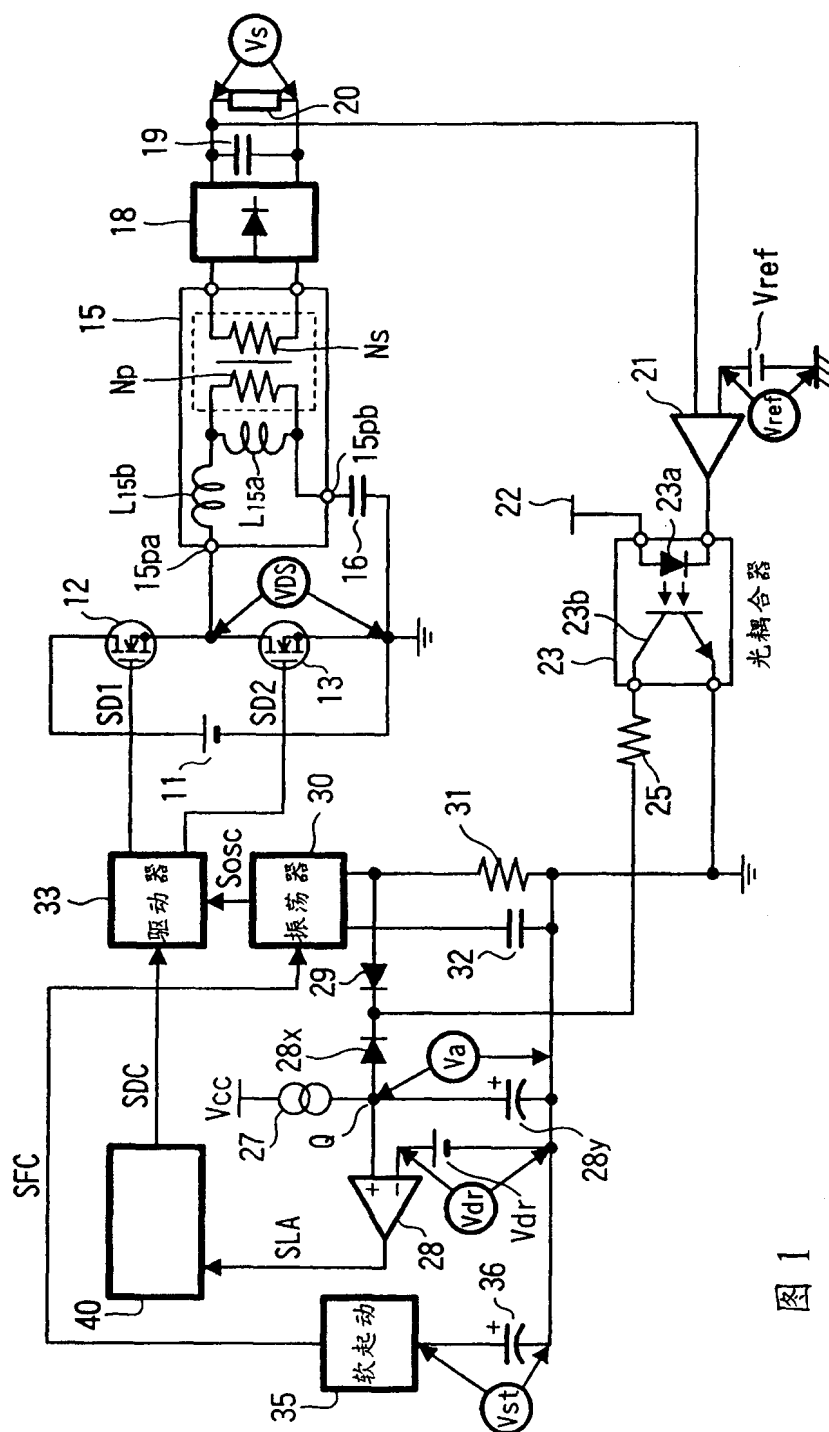 15
Np
Ns
L15b
L15a
15pa
15pb
16
18
19
20
Vs
12
13
SD1
SD2
VDS
11
33
驱动器
Sosc
30
振荡器
SDC
SFC
40
SLA
35
软起动
36
Vst
Vcc
27
Q
28
+
-
Vdr
Vdr
28x
29
Va
+
28y
+
32
31
25
23
23b
23a
22
光耦合器
21
Vref
Vref
图 1